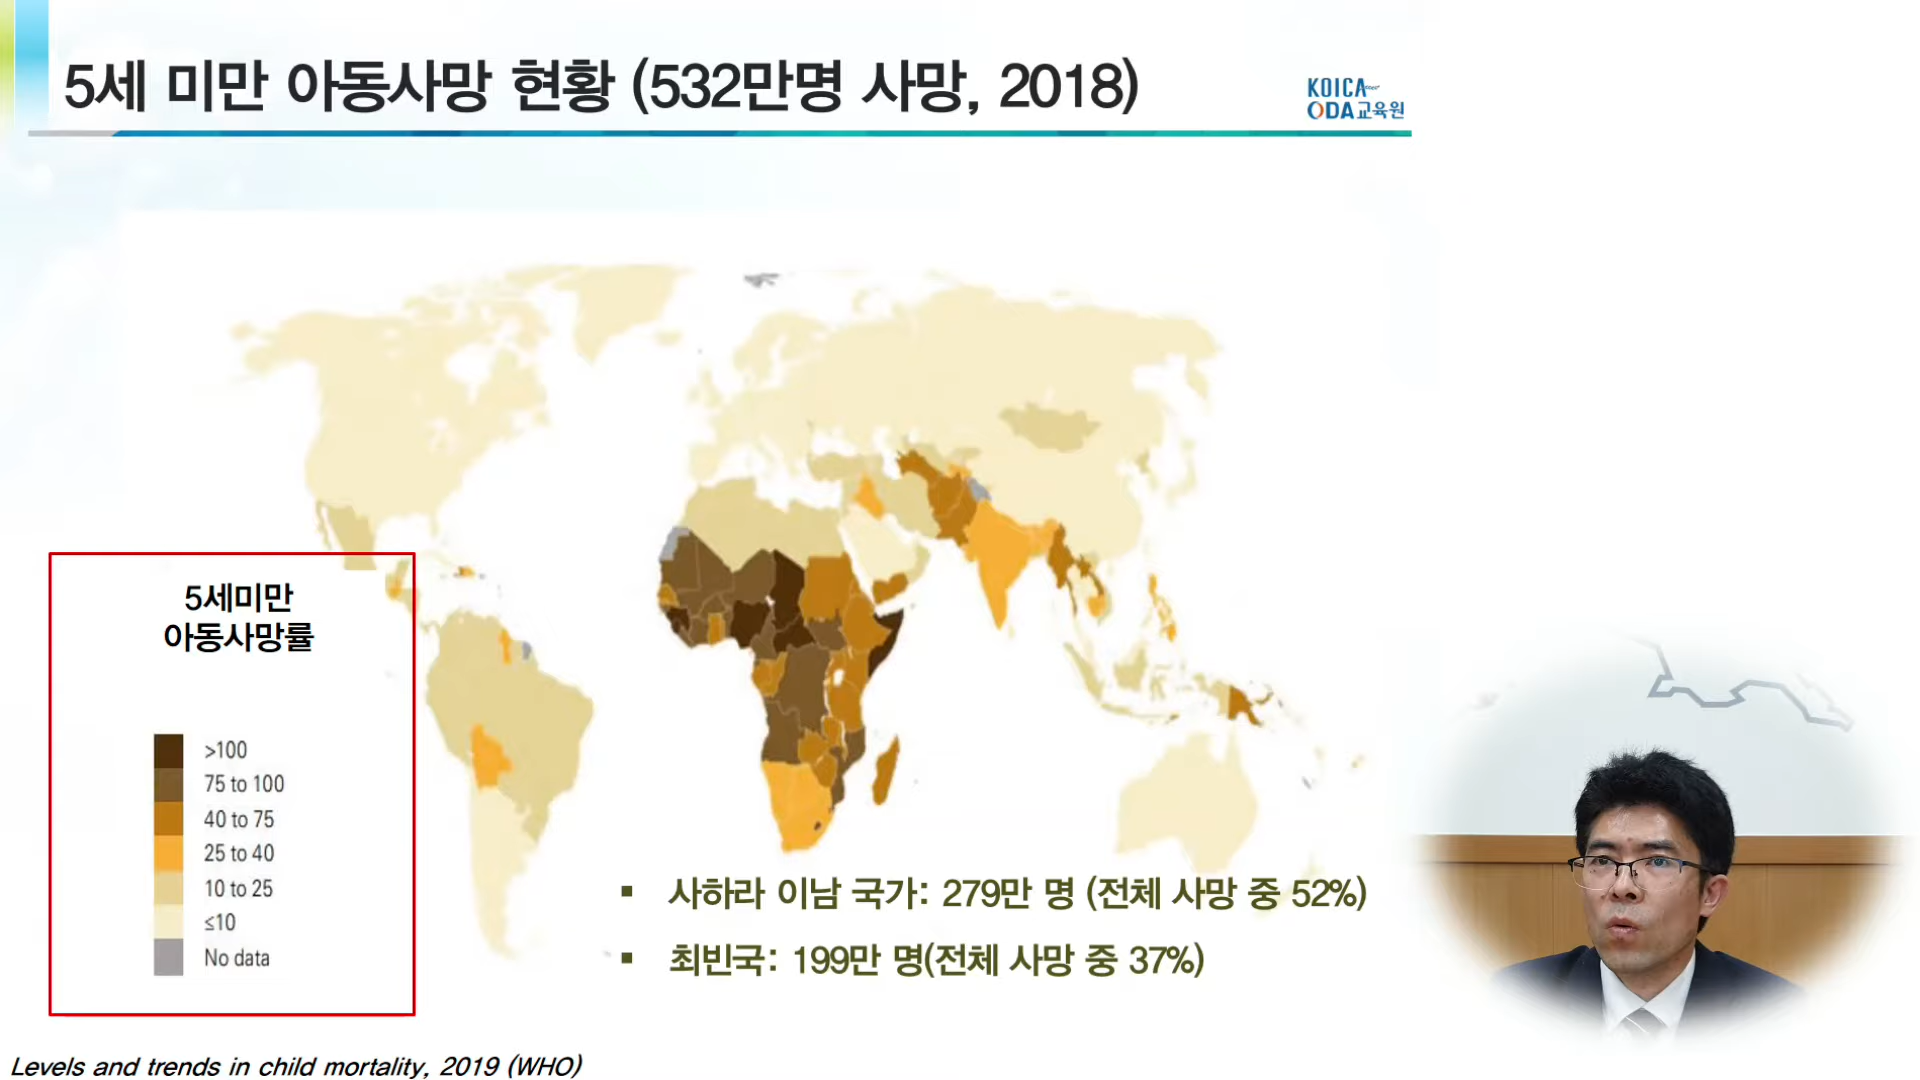 5세 미만 아동사망 현황 (532만명 사망, 2018)
KOICA
ODA교육원
5세미만
아동사망률
>100
75 to 100
40 to 75
25 to 40
10 to 25
≤10
No data
▪ 사하라 이남 국가: 279만 명 (전체 사망 중 52%)
▪ 최빈국: 199만 명(전체 사망 중 37%)
Levels and trends in child mortality, 2019 (WHO)